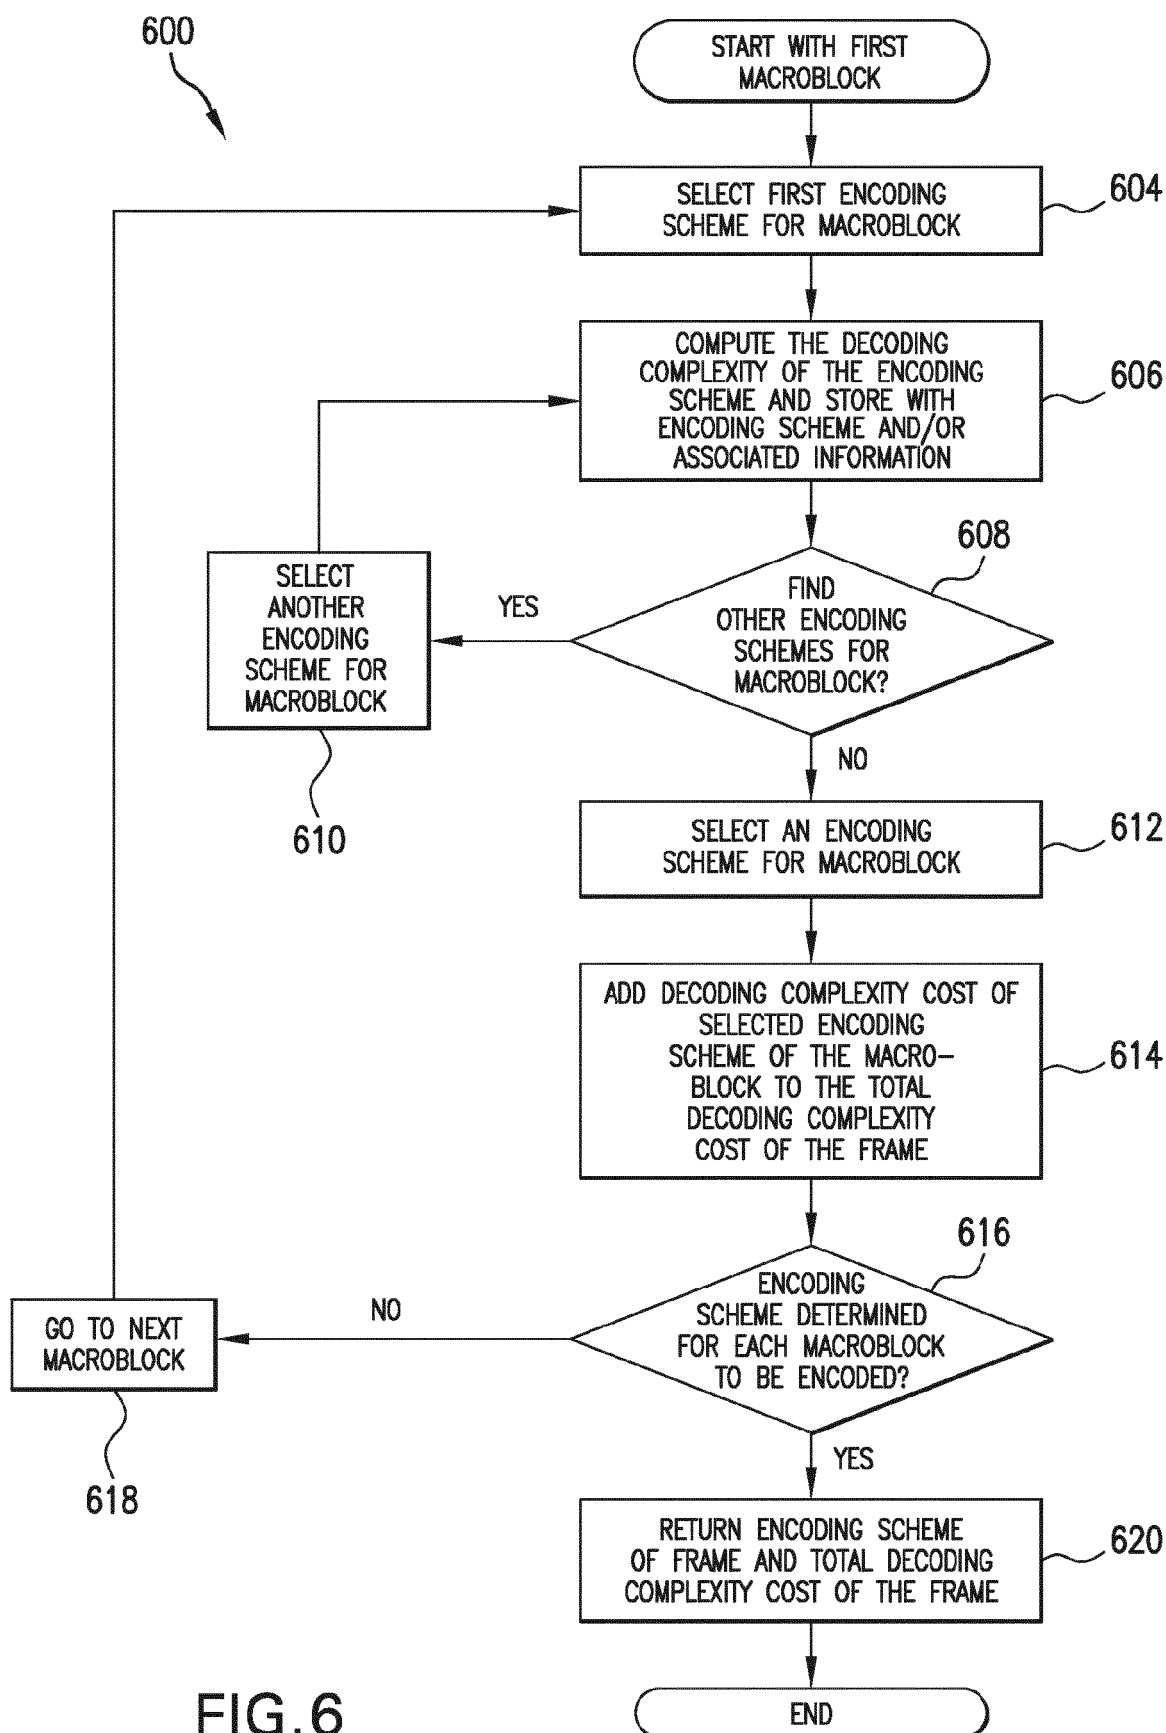 600
START WITH FIRST
MACROBLOCK
SELECT FIRST ENCODING
SCHEME FOR MACROBLOCK
604
COMPUTE THE DECODING
COMPLEXITY OF THE ENCODING
SCHEME AND STORE WITH
ENCODING SCHEME AND/OR
ASSOCIATED INFORMATION
606
608
FIND
OTHER ENCODING
SCHEMES FOR
MACROBLOCK?
YES
SELECT
ANOTHER
ENCODING
SCHEME FOR
MACROBLOCK
610
NO
SELECT AN ENCODING
SCHEME FOR MACROBLOCK
612
ADD DECODING COMPLEXITY COST OF
SELECTED ENCODING
SCHEME OF THE MACRO-
BLOCK TO THE TOTAL
DECODING COMPLEXITY
COST OF THE FRAME
614
616
ENCODING
SCHEME DETERMINED
FOR EACH MACROBLOCK
TO BE ENCODED?
NO
GO TO NEXT
MACROBLOCK
618
YES
RETURN ENCODING SCHEME
OF FRAME AND TOTAL DECODING
COMPLEXITY COST OF THE FRAME
620
END
FIG.6